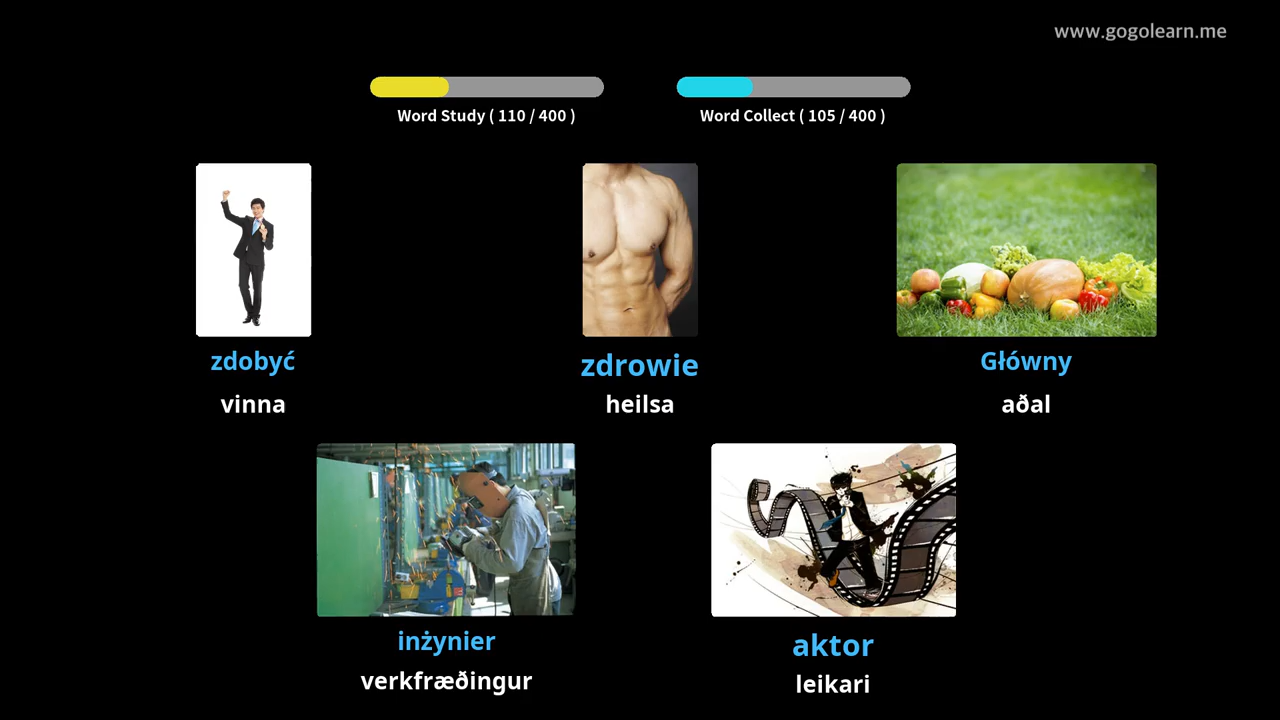 www.gogolearn.me
Word Study ( 110 / 400 )
Word Collect ( 105 / 400 )
zdobyć
vinna
zdrowie
heilsa
Główny
aðal
inżynier
verkfræðingur
aktor
leikari